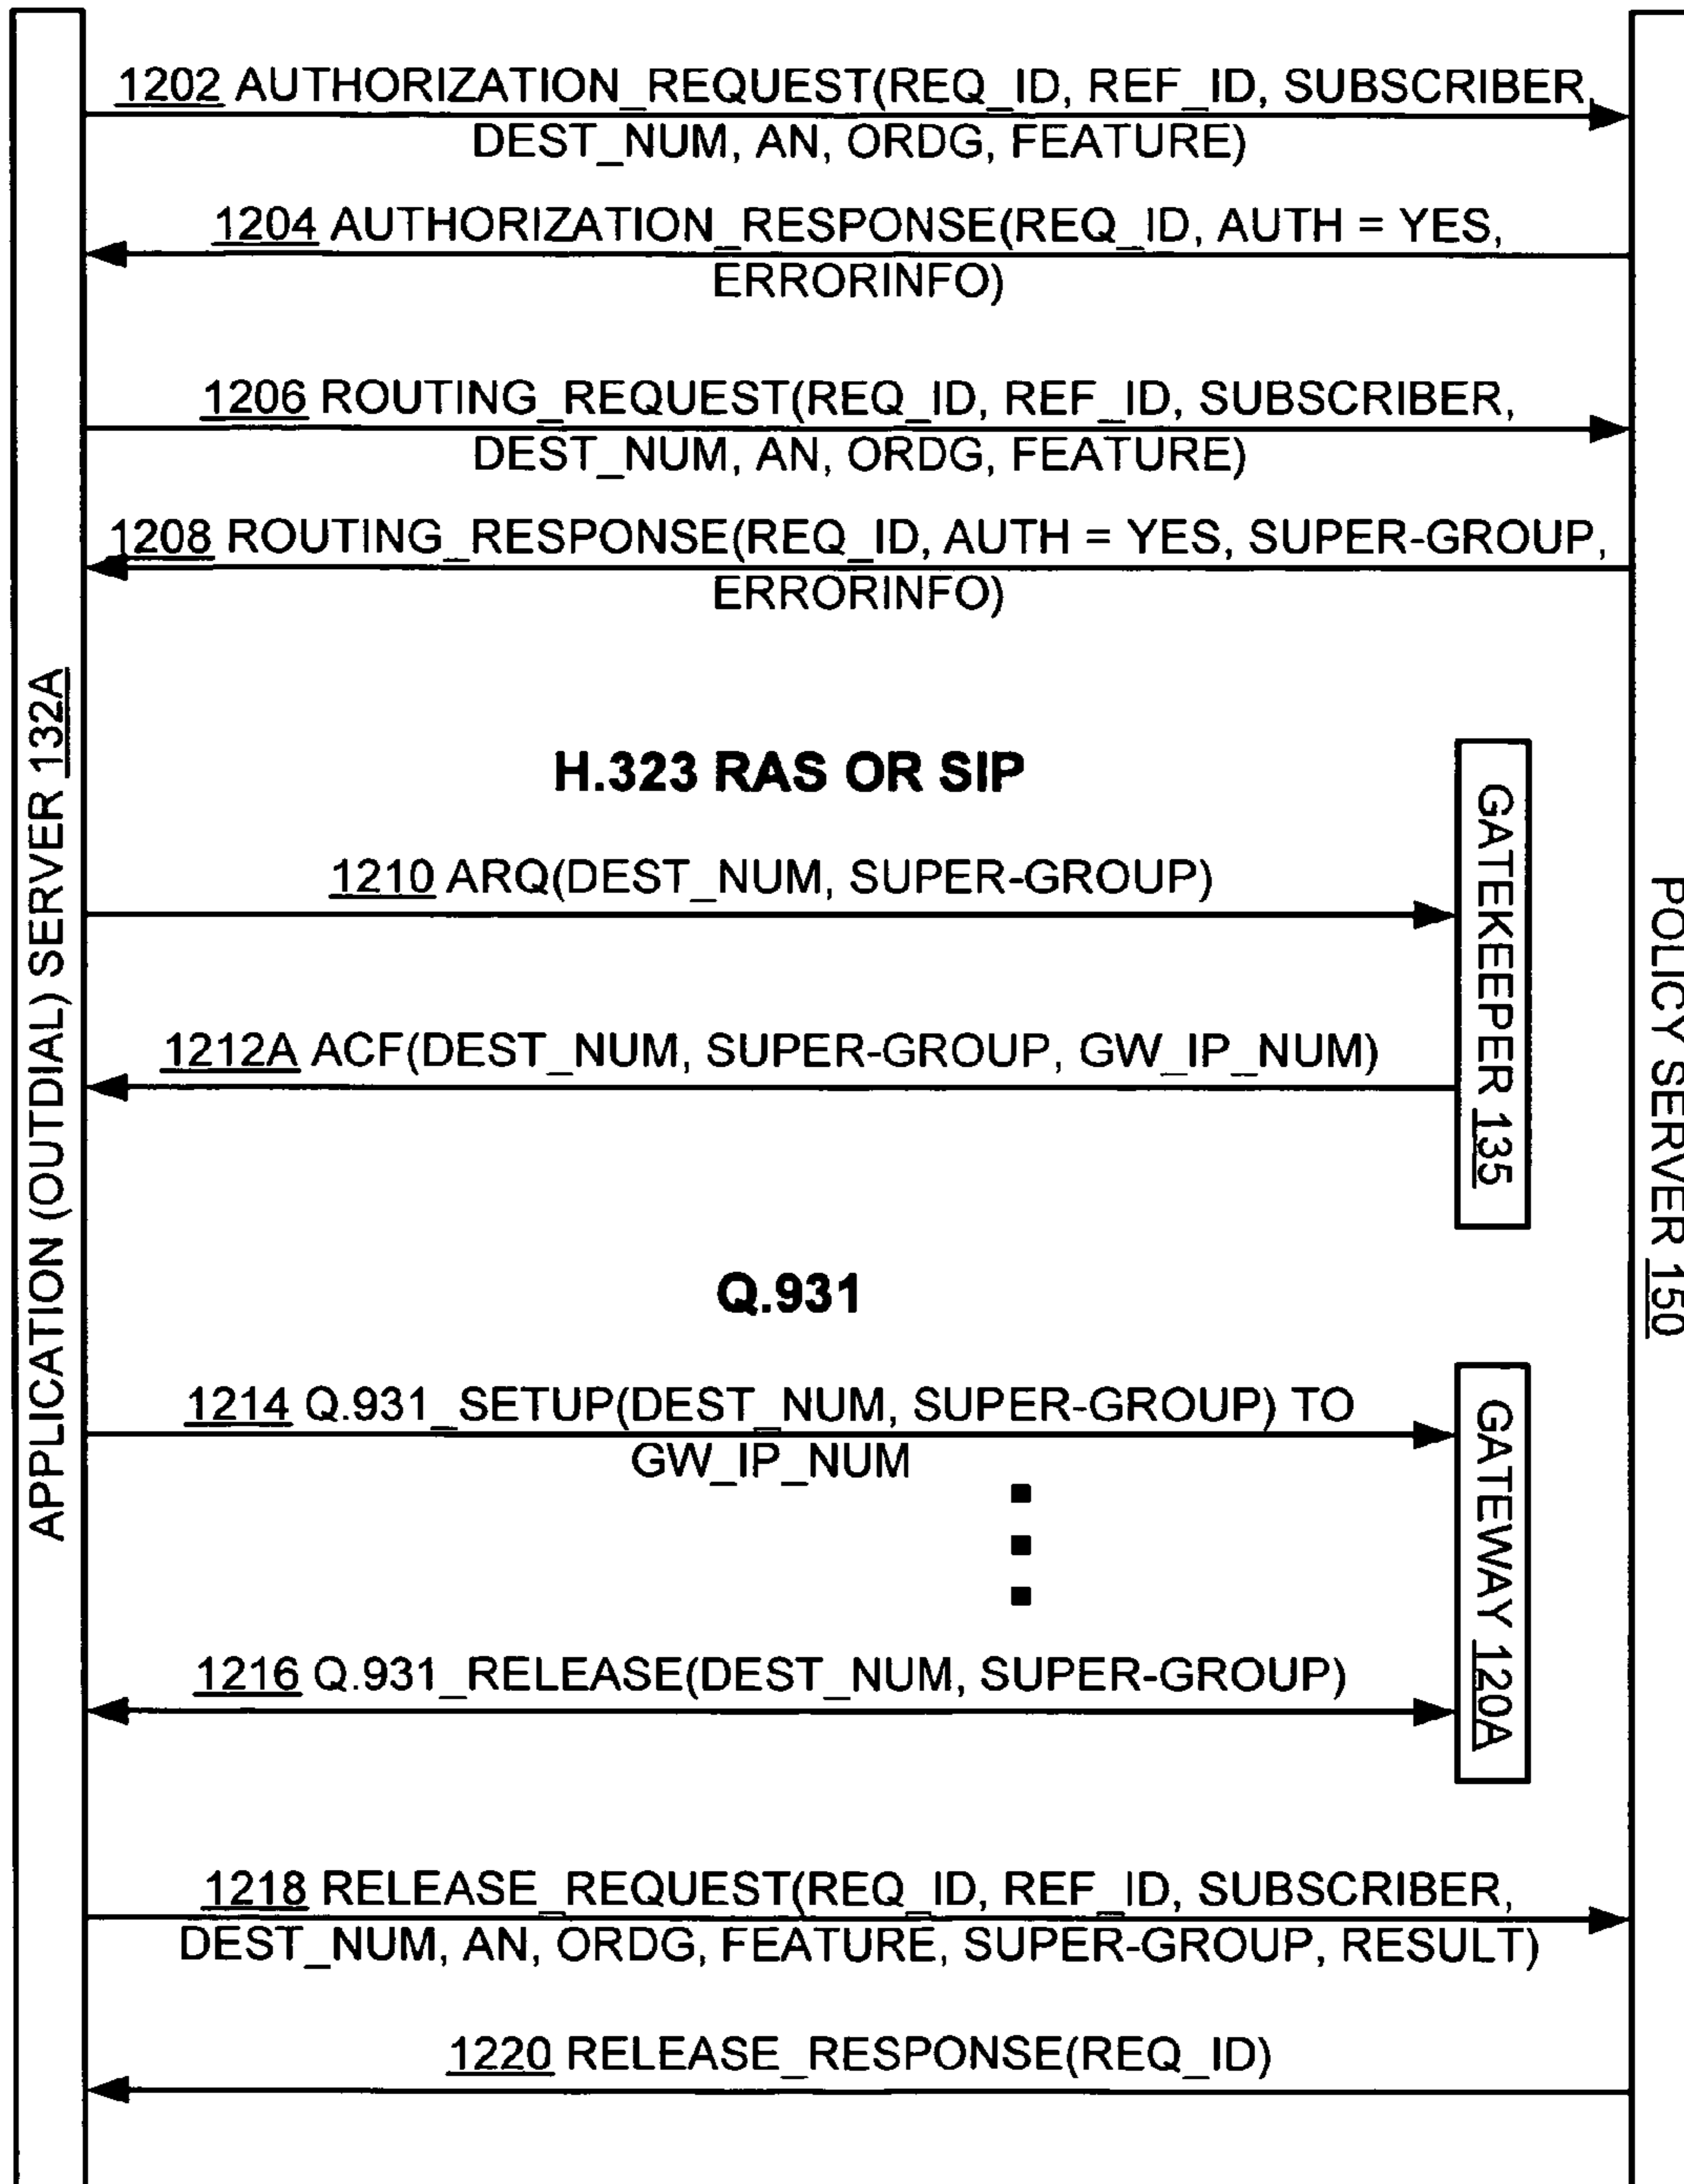 1202 AUTHORIZATION_REQUEST(REQ_ID, REF_ID, SUBSCRIBER,
DEST_NUM, AN, ORDG, FEATURE)
1204 AUTHORIZATION_RESPONSE(REQ_ID, AUTH = YES,
ERRORINFO)
1206 ROUTING_REQUEST(REQ_ID, REF_ID, SUBSCRIBER,
DEST_NUM, AN, ORDG, FEATURE)
1208 ROUTING_RESPONSE(REQ_ID, AUTH = YES, SUPER-GROUP,
ERRORINFO)
APPLICATION (OUTDIAL) SERVER 132A
H.323 RAS OR SIP
1210 ARQ(DEST_NUM, SUPER-GROUP)
1212A ACF(DEST_NUM, SUPER-GROUP, GW_IP_NUM)
GATEKEEPER 135
POLICY SERVER 150
Q.931
1214 Q.931_SETUP(DEST_NUM, SUPER-GROUP) TO
GW_IP_NUM
1216 Q.931_RELEASE(DEST_NUM, SUPER-GROUP)
GATEWAY 120A
1218 RELEASE_REQUEST(REQ_ID, REF_ID, SUBSCRIBER,
DEST_NUM, AN, ORDG, FEATURE, SUPER-GROUP, RESULT)
1220 RELEASE_RESPONSE(REQ_ID)